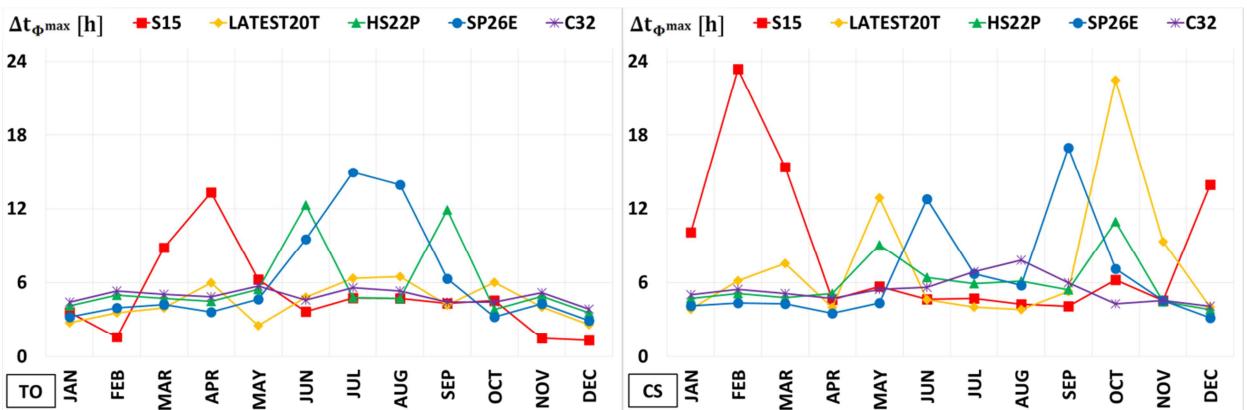 Δt_Φ^max [h] S15 LATEST20T HS22P SP26E C32
24
18
12
6
0
TO JAN FEB MAR APR MAY JUN JUL AUG SEP OCT NOV DEC
Δt_Φ^max [h] S15 LATEST20T HS22P SP26E C32
24
18
12
6
0
CS JAN FEB MAR APR MAY JUN JUL AUG SEP OCT NOV DEC